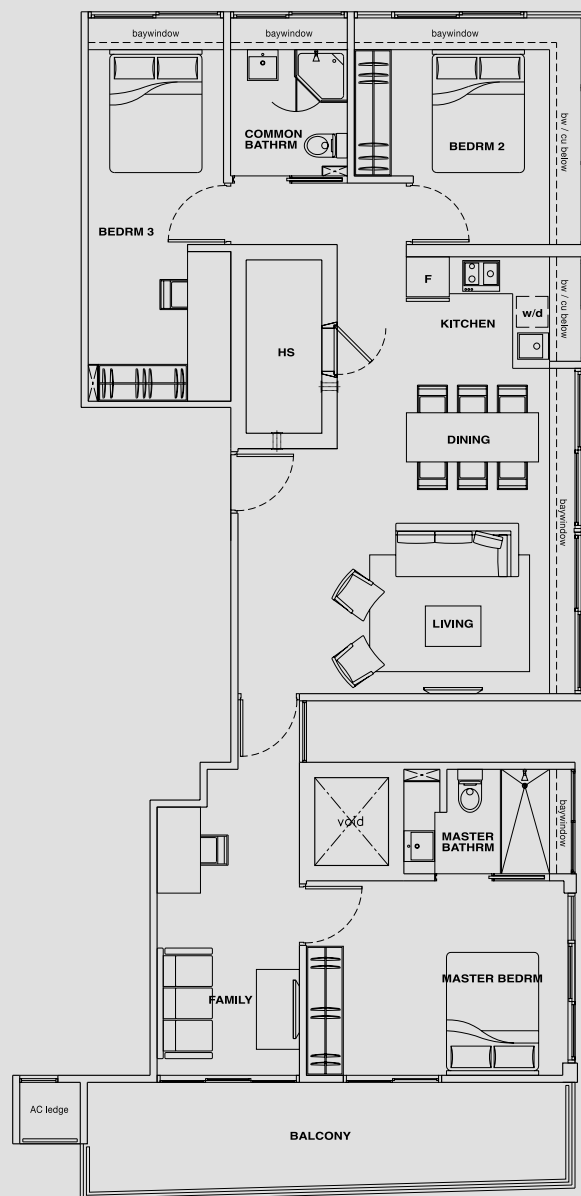 baywindow
baywindow
baywindow
COMMON
BATHRM
BEDRM 2
bw / cu below
BEDRM 3
F
KITCHEN
w/d
bw / cu below
HS
DINING
baywindow
LIVING
void
MASTER
BATHRM
baywindow
MASTER BEDRM
FAMILY
AC ledge
BALCONY